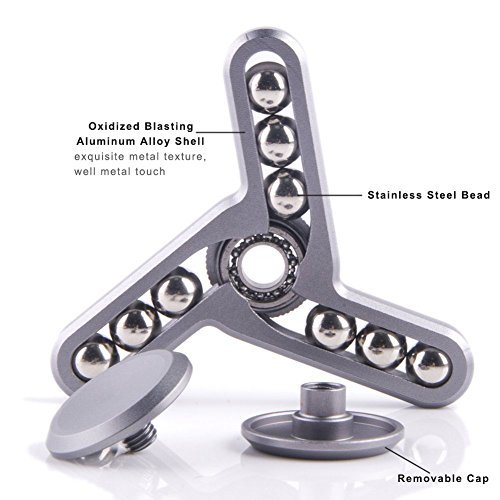 Oxidized Blasting
Aluminum Alloy Shell
exquisite metal texture,
well metal touch
Stainless Steel Bead
Removable Cap